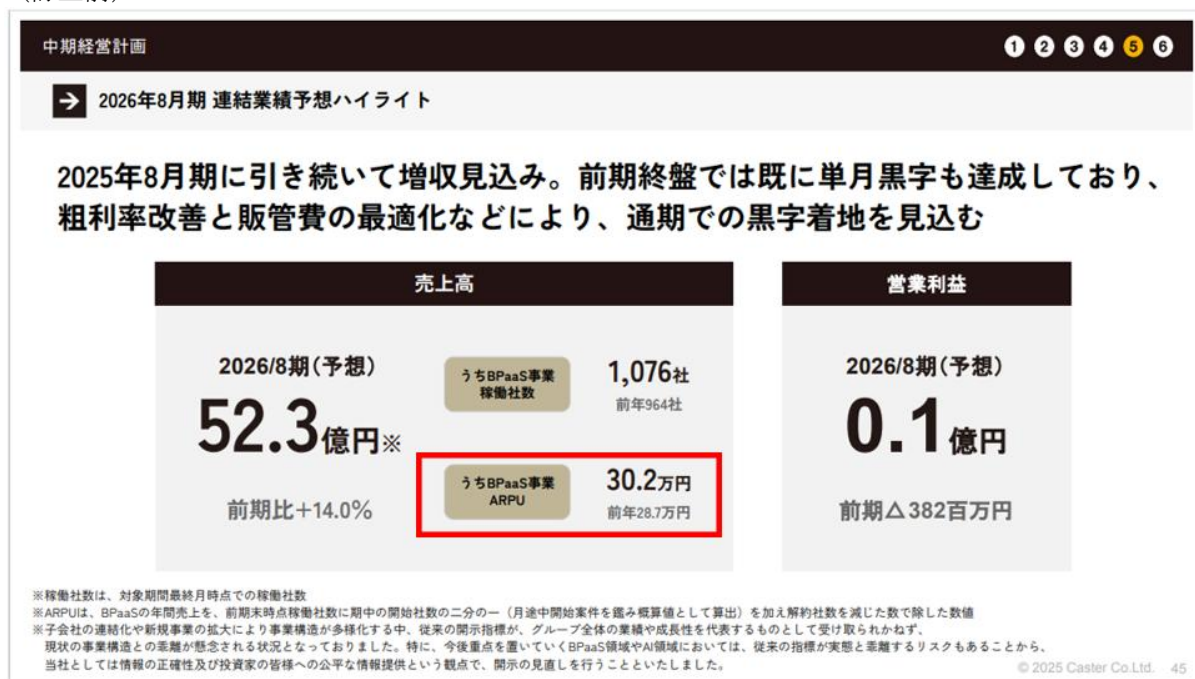 中期経営計画
1 2 3 4 5 6
→ 2026年8月期 連結業績予想ハイライト
2025年8月期に引き続いて増収見込み。前期終盤では既に単月黒字も達成しており、
粗利率改善と販管費の最適化などにより、通期での黒字着地を見込む
売上高
2026/8期(予想)
52.3億円※
前期比+14.0%
うちBPaaS事業
稼働社数
1,076社
前年964社
うちBPaaS事業
ARPU
30.2万円
前年28.7万円
営業利益
2026/8期(予想)
0.1億円
前期△382百万円
※稼働社数は、対象期間最終月時点での稼働社数
※ARPUは、BPaaSの年間売上を、前期末時点稼働社数に期中の開始社数の二分の一（月途中開始案件を鑑み概算値として算出）を加え解約社数を減じた数で除した数値
※子会社の連結化や新規事業の拡大により事業構造が多様化する中、従来の開示指標が、グループ全体の業績や成長性を代表するものとして受け取られかねず、
現状の事業構造との乖離が懸念される状況となっておりました。特に、今後重点を置いていくBPaaS領域やAI領域においては、従来の指標が実態と乖離するリスクもあることから、
当社としては情報の正確性及び投資家の皆様への公平な情報提供という観点で、開示の見直しを行うことといたしました。
© 2025 Caster Co.Ltd. 45